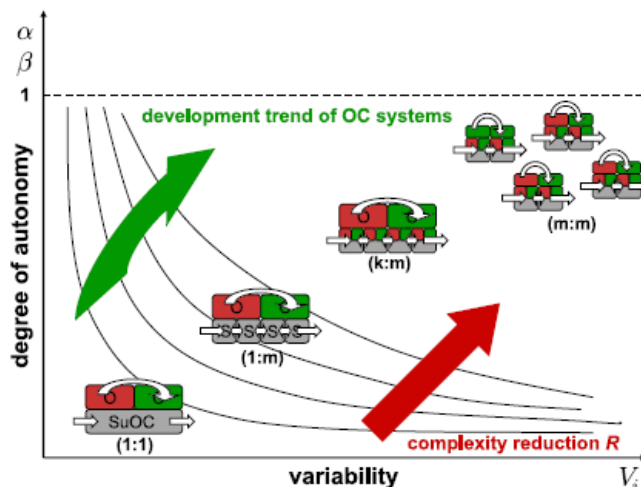 α
β
1
development trend of OC systems
(m:m)
O
O
(k:m)
degree of autonomy
O
O
S S S S
(1:m)
O
O
SuOC
(1:1)
complexity reduction R
variability